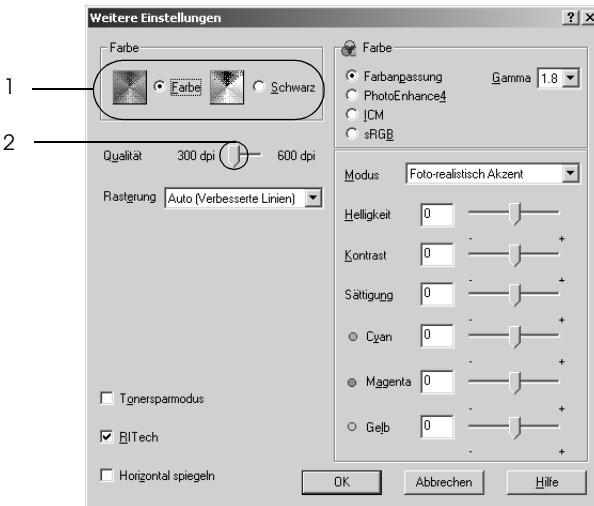 Weitere Einstellungen
Farbe
1
Farbe
Schwarz
2
Qualität 300 dpi 600 dpi
Rasterung Auto (Verbesserte Linien)
Tonersparmodus
RITech
Horizontal spiegeln
Farbe
Farbanpassung
Gamma 1.8
PhotoEnhance4
ICM
sRGB
Modus Foto-realistisch Akzent
Helligkeit 0
- +
Kontrast 0
- +
Sättigung 0
- +
Cyan 0
- +
Magenta 0
- +
Gelb 0
- +
OK Abbrechen Hilfe